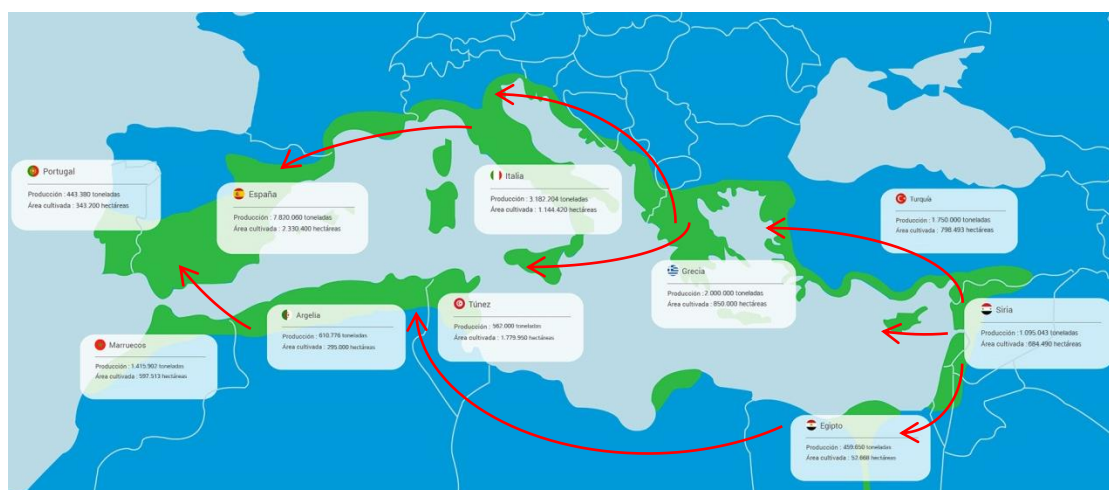 Portugal
Producción : 443.380 toneladas
Área cultivada : 343.200 hectáreas
España
Producción : 7.820.060 toneladas
Área cultivada : 2.330.400 hectáreas
Italia
Producción : 3.182.204 toneladas
Área cultivada : 1.144.420 hectáreas
Turquía
Producción : 1.750.000 toneladas
Área cultivada : 798.493 hectáreas
Grecia
Producción : 2.000.000 toneladas
Área cultivada : 850.000 hectáreas
Siria
Producción : 1.095.043 toneladas
Área cultivada : 684.490 hectáreas
Túnez
Producción : 562.000 toneladas
Área cultivada : 1.779.950 hectáreas
Argelia
Producción : 610.776 toneladas
Área cultivada : 295.000 hectáreas
Marruecos
Producción : 1.415.902 toneladas
Área cultivada : 597.513 hectáreas
Egipto
Producción : 459.650 toneladas
Área cultivada : hectáreas